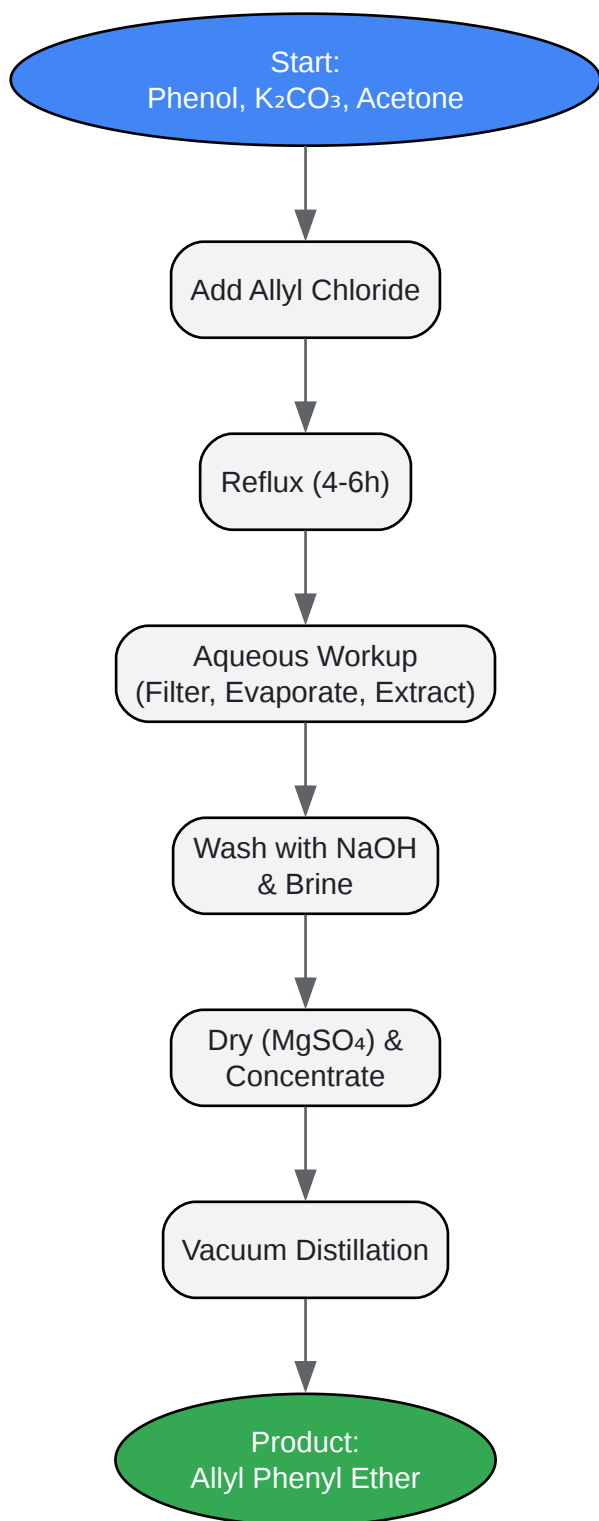 Start:
Phenol, K₂CO₃, Acetone
Add Allyl Chloride
Reflux (4-6h)
Aqueous Workup
(Filter, Evaporate, Extract)
Wash with NaOH
& Brine
Dry (MgSO₄) &
Concentrate
Vacuum Distillation
Product:
Allyl Phenyl Ether